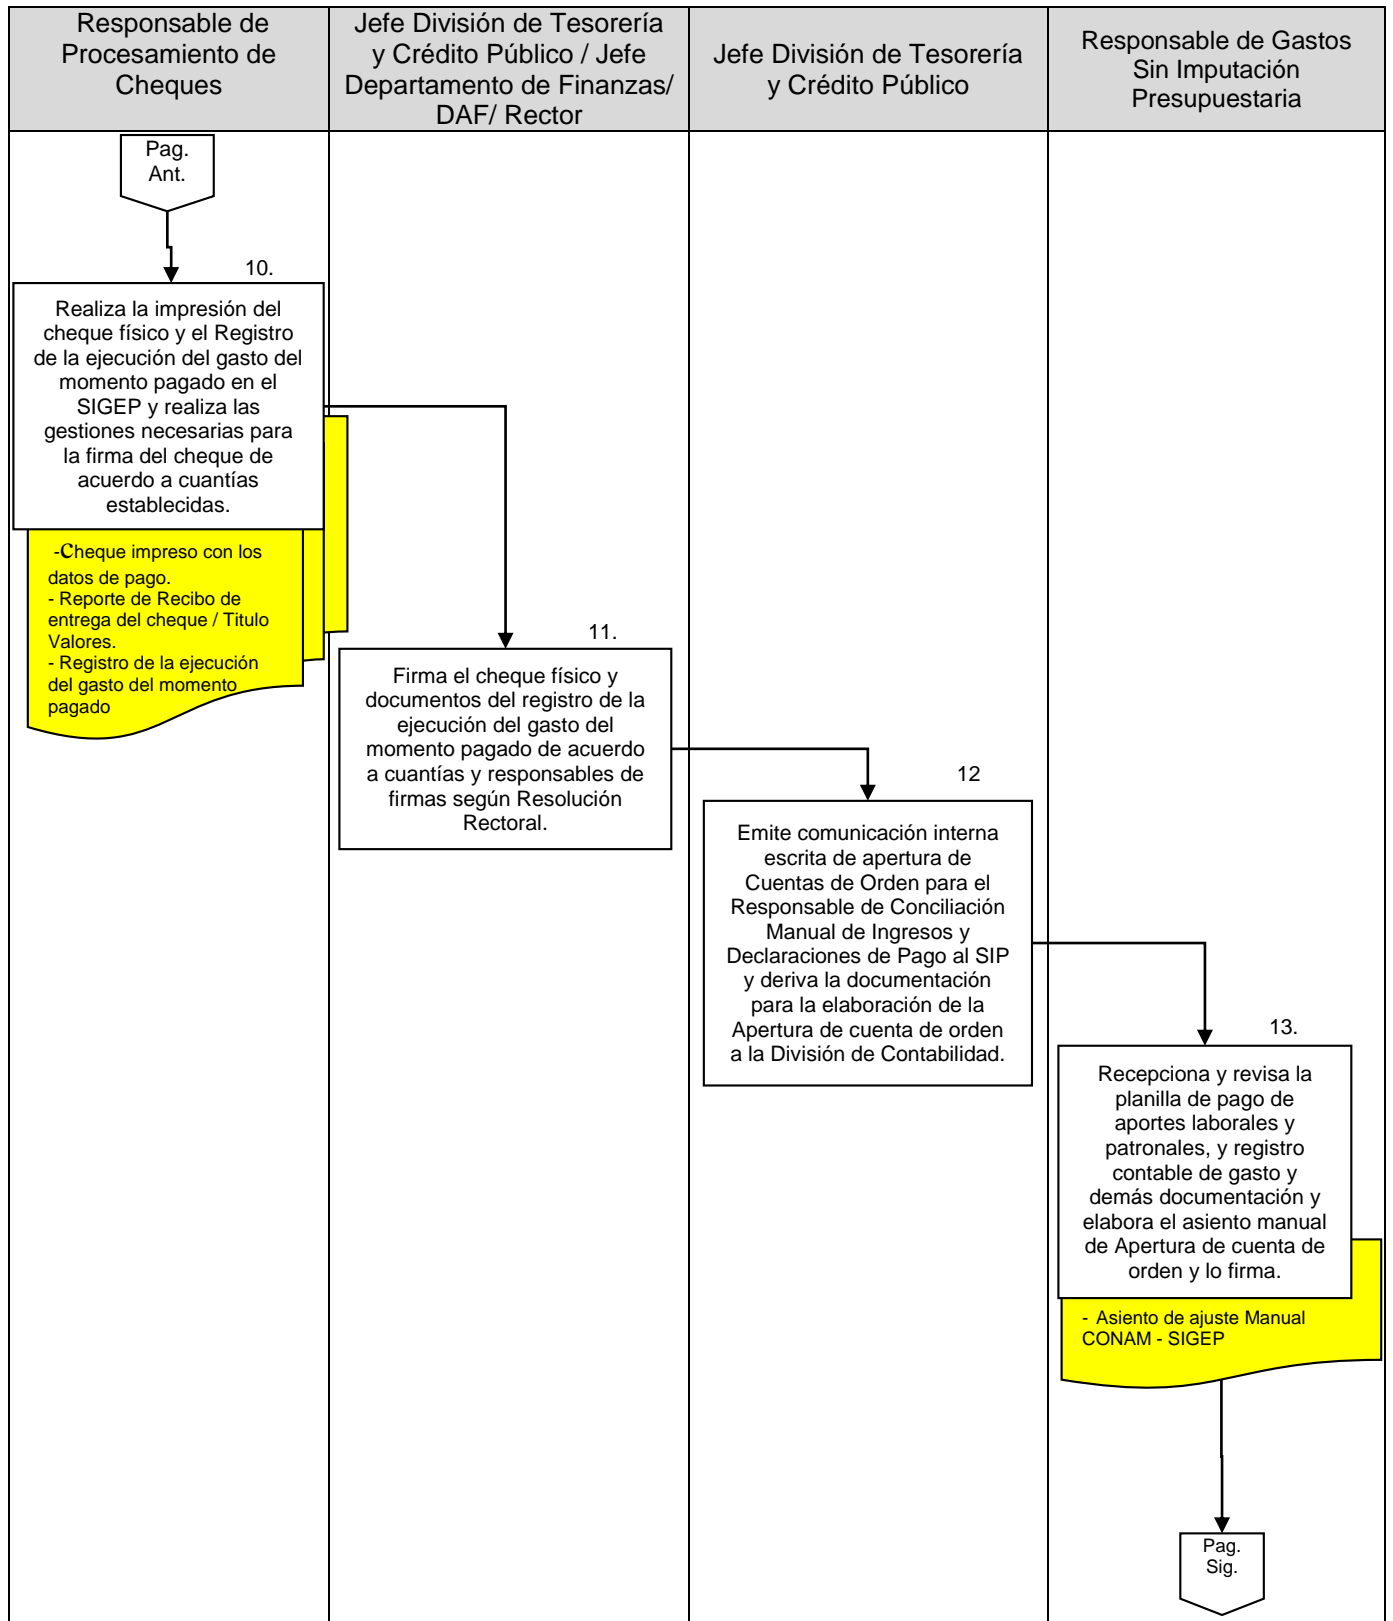 Responsable de
Procesamiento de
Cheques
Jefe División de Tesorería
y Crédito Público / Jefe
Departamento de Finanzas/
DAF/ Rector
Jefe División de Tesorería
y Crédito Público
Responsable de Gastos
Sin Imputación
Presupuestaria
Pag.
Ant.
10.
Realiza la impresión del
cheque físico y el Registro
de la ejecución del gasto del
momento pagado en el
SIGEP y realiza las
gestiones necesarias para
la firma del cheque de
acuerdo a cuantías
establecidas.
-Cheque impreso con los
datos de pago.
- Reporte de Recibo de
entrega del cheque / Titulo
Valores.
- Registro de la ejecución
del gasto del momento
pagado
11.
Firma el cheque físico y
documentos del registro de la
ejecución del gasto del
momento pagado de acuerdo
a cuantías y responsables de
firmas según Resolución
Rectoral.
12
Emite comunicación interna
escrita de apertura de
Cuentas de Orden para el
Responsable de Conciliación
Manual de Ingresos y
Declaraciones de Pago al SIP
y deriva la documentación
para la elaboración de la
Apertura de cuenta de orden
a la División de Contabilidad.
13.
Recepciona y revisa la
planilla de pago de
aportes laborales y
patronales, y registro
contable de gasto y
demás documentación y
elabora el asiento manual
de Apertura de cuenta de
orden y lo firma.
- Asiento de ajuste Manual
CONAM - SIGEP
Pag.
Sig.